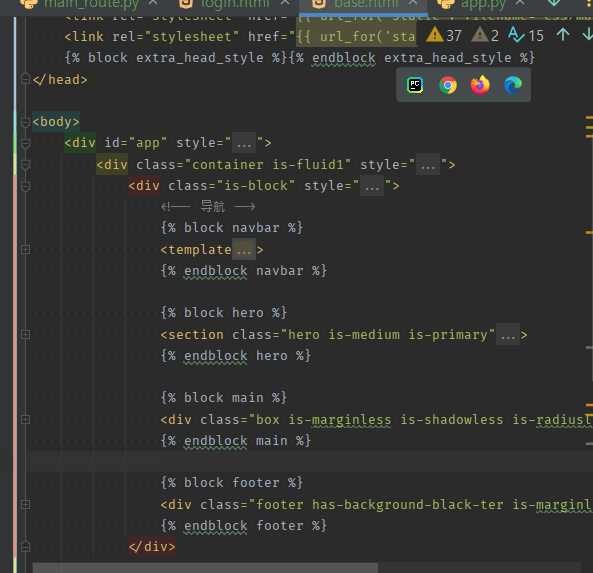 main_route.py login.html base.html app.py
<link rel="stylesheet" href="{{ url_for('static', filename='css/ma
<link rel="stylesheet" href="{{ url_for('sta 37 2 15
{% block extra_head_style %}{% endblock extra_head_style %}
</head>
<body>
<div id="app" style="...">
<div class="container is-fluid1" style="...">
<div class="is-block" style="...">
<!-- 导航 -->
{% block navbar %}
<template...>
{% endblock navbar %}
{% block hero %}
<section class="hero is-medium is-primary"...>
{% endblock hero %}
{% block main %}
<div class="box is-marginless is-shadowless is-radiusl
{% endblock main %}
{% block footer %}
<div class="footer has-background-black-ter is-marginl
{% endblock footer %}
</div>